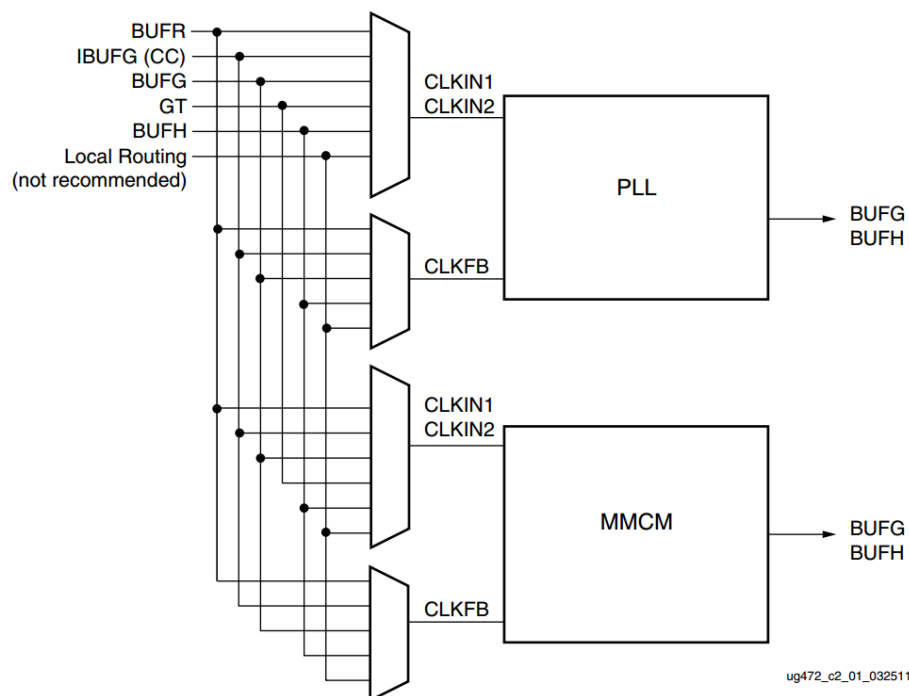 BUFR
IBUFG (CC)
BUFG
GT
BUFH
Local Routing
(not recommended)
CLKIN1
CLKIN2
PLL
BUFG
BUFH
CLKFB
CLKIN1
CLKIN2
MMCM
BUFG
BUFH
CLKFB
ug472_c2_01_032511